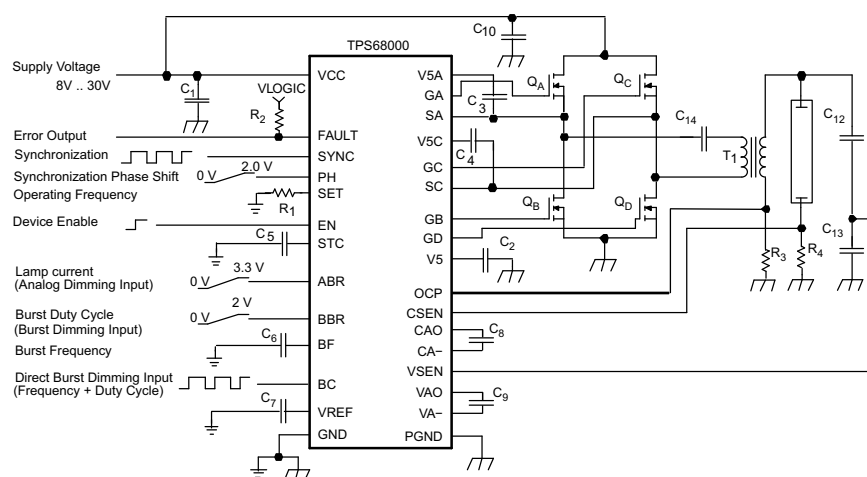 TPS68000
C10
Supply Voltage
8V .. 30V
C1
VLOGIC
R2
Error Output
Synchronization
Synchronization Phase Shift
0 V
2.0 V
Operating Frequency
R1
Device Enable
C5
Lamp current
(Analog Dimming Input)
0 V
3.3 V
Burst Duty Cycle
(Burst Dimming Input)
0 V
2 V
Burst Frequency
C6
Direct Burst Dimming Input
(Frequency + Duty Cycle)
C7
VCC
FAULT
SYNC
PH
SET
EN
STC
ABR
BBR
BF
BC
VREF
GND
V5A
GA
SA
V5C
GC
SC
GB
GD
V5
OCP
CSEN
CAO
CA−
VSEN
VAO
VA−
PGND
C3
C4
C2
C8
C9
QA
QC
QB
QD
C14
T1
C12
C13
R3
R4